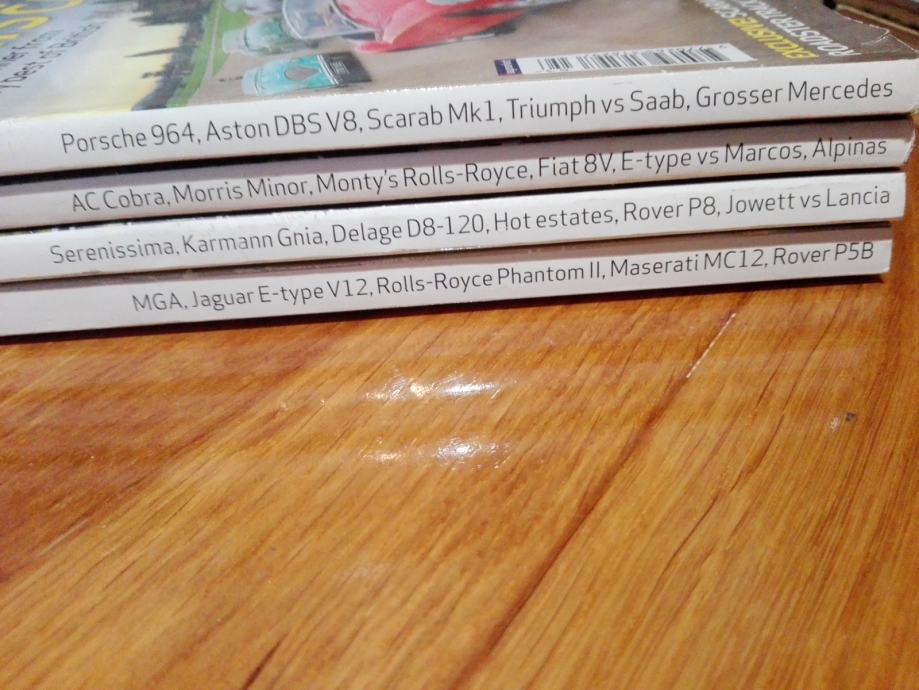 EXCLUSIVES
ROADSTER
Porsche 964, Aston DBS V8, Scarab Mk1, Triumph vs Saab, Grosser Mercedes
AC Cobra, Morris Minor, Monty's Rolls-Royce, Fiat 8V, E-type vs Marcos, Alpinas
Serenissima, Karmann Gnia, Delage D8-120, Hot estates, Rover P8, Jowett vs Lancia
MGA, Jaguar E-type V12, Rolls-Royce Phantom II, Maserati MC12, Rover P5B